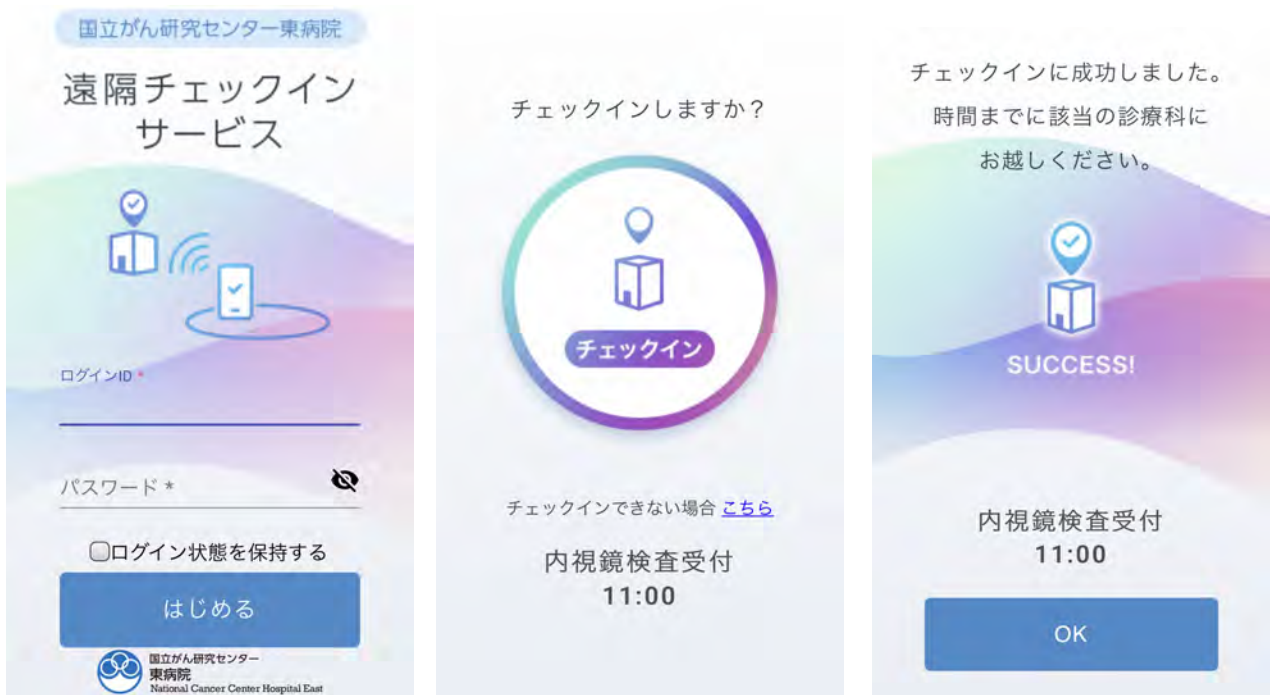 国立がん研究センター東病院
遠隔チェックイン
サービス
ログインID *
パスワード *
ログイン状態を保持する
はじめる
国立がん研究センター
東病院
National Cancer Center Hospital East
チェックインしますか？
チェックイン
チェックインできない場合 こちら
内視鏡検査受付
11:00
チェックインに成功しました。
時間までに該当の診療科に
お越しください。
SUCCESS!
内視鏡検査受付
11:00
OK